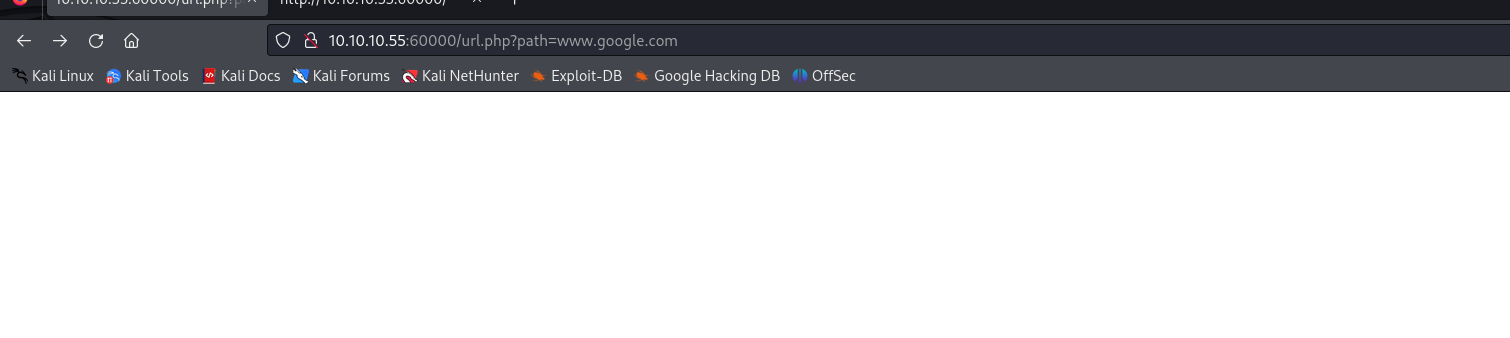 10.10.10.55:60000/url.php?p
http://10.10.10.55:60000/
10.10.10.55:60000/url.php?path=www.google.com
Kali Linux Kali Tools Kali Docs Kali Forums Kali NetHunter Exploit-DB Google Hacking DB OffSec